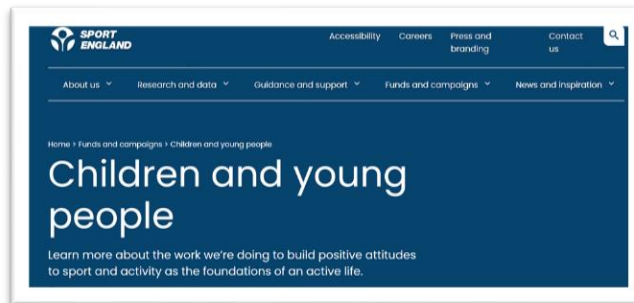 SPORT
ENGLAND
Accessibility Careers Press and branding Contact us
About us Research and data Guidance and support Funds and campaigns News and inspiration
Home > Funds and campaigns > Children and young people
Children and young
people
Learn more about the work we're doing to build positive attitudes
to sport and activity as the foundations of an active life.